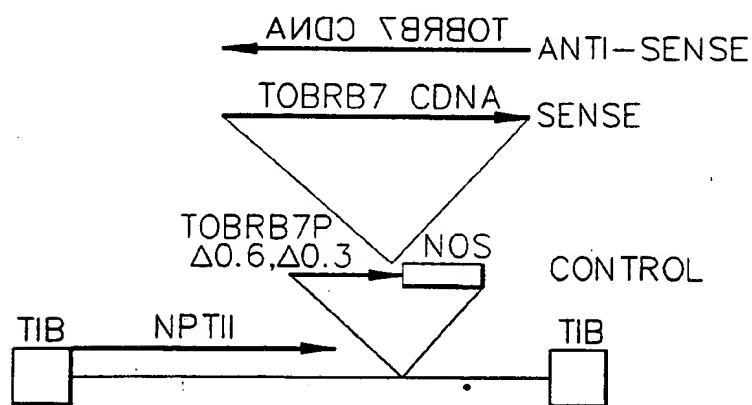 TOBRB7 CDNA
ANTI-SENSE
TOBRB7 CDNA
SENSE
TOBRB7P
Δ0.6,Δ0.3
NOS
CONTROL
TIB
NPTII
TIB